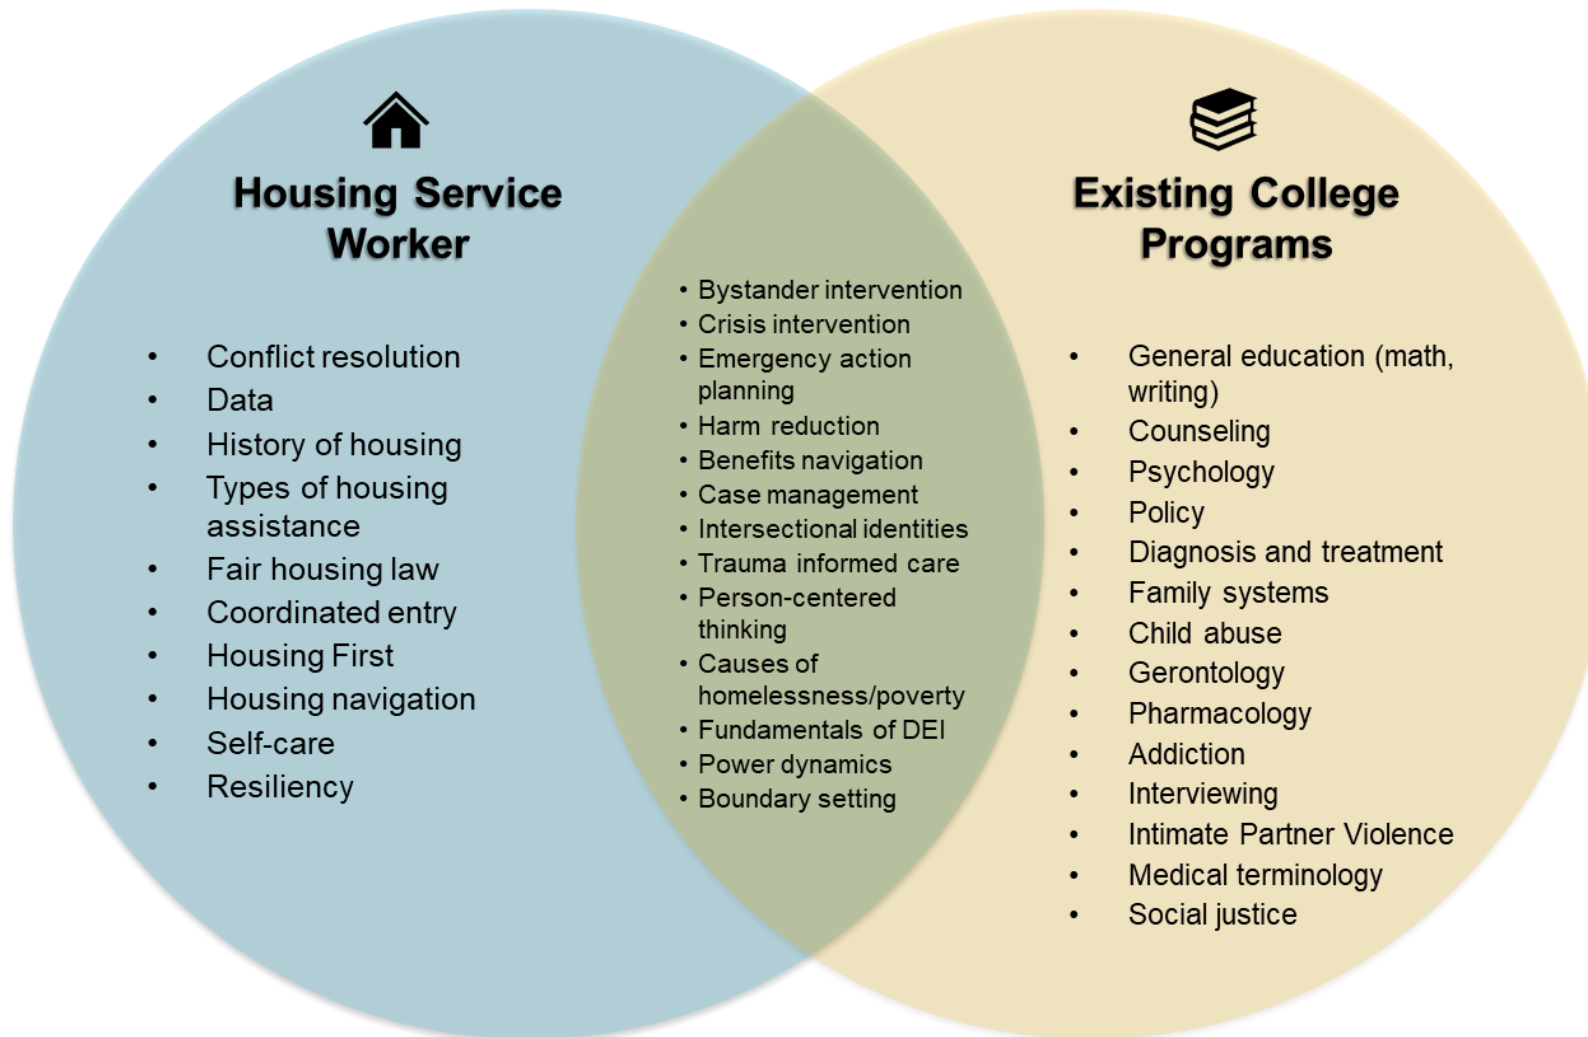 Housing Service
Worker
• Conflict resolution
• Data
• History of housing
• Types of housing
assistance
• Fair housing law
• Coordinated entry
• Housing First
• Housing navigation
• Self-care
• Resiliency
• Bystander intervention
• Crisis intervention
• Emergency action
planning
• Harm reduction
• Benefits navigation
• Case management
• Intersectional identities
• Trauma informed care
• Person-centered
thinking
• Causes of
homelessness/poverty
• Fundamentals of DEI
• Power dynamics
• Boundary setting
Existing College
Programs
• General education (math,
writing)
• Counseling
• Psychology
• Policy
• Diagnosis and treatment
• Family systems
• Child abuse
• Gerontology
• Pharmacology
• Addiction
• Interviewing
• Intimate Partner Violence
• Medical terminology
• Social justice